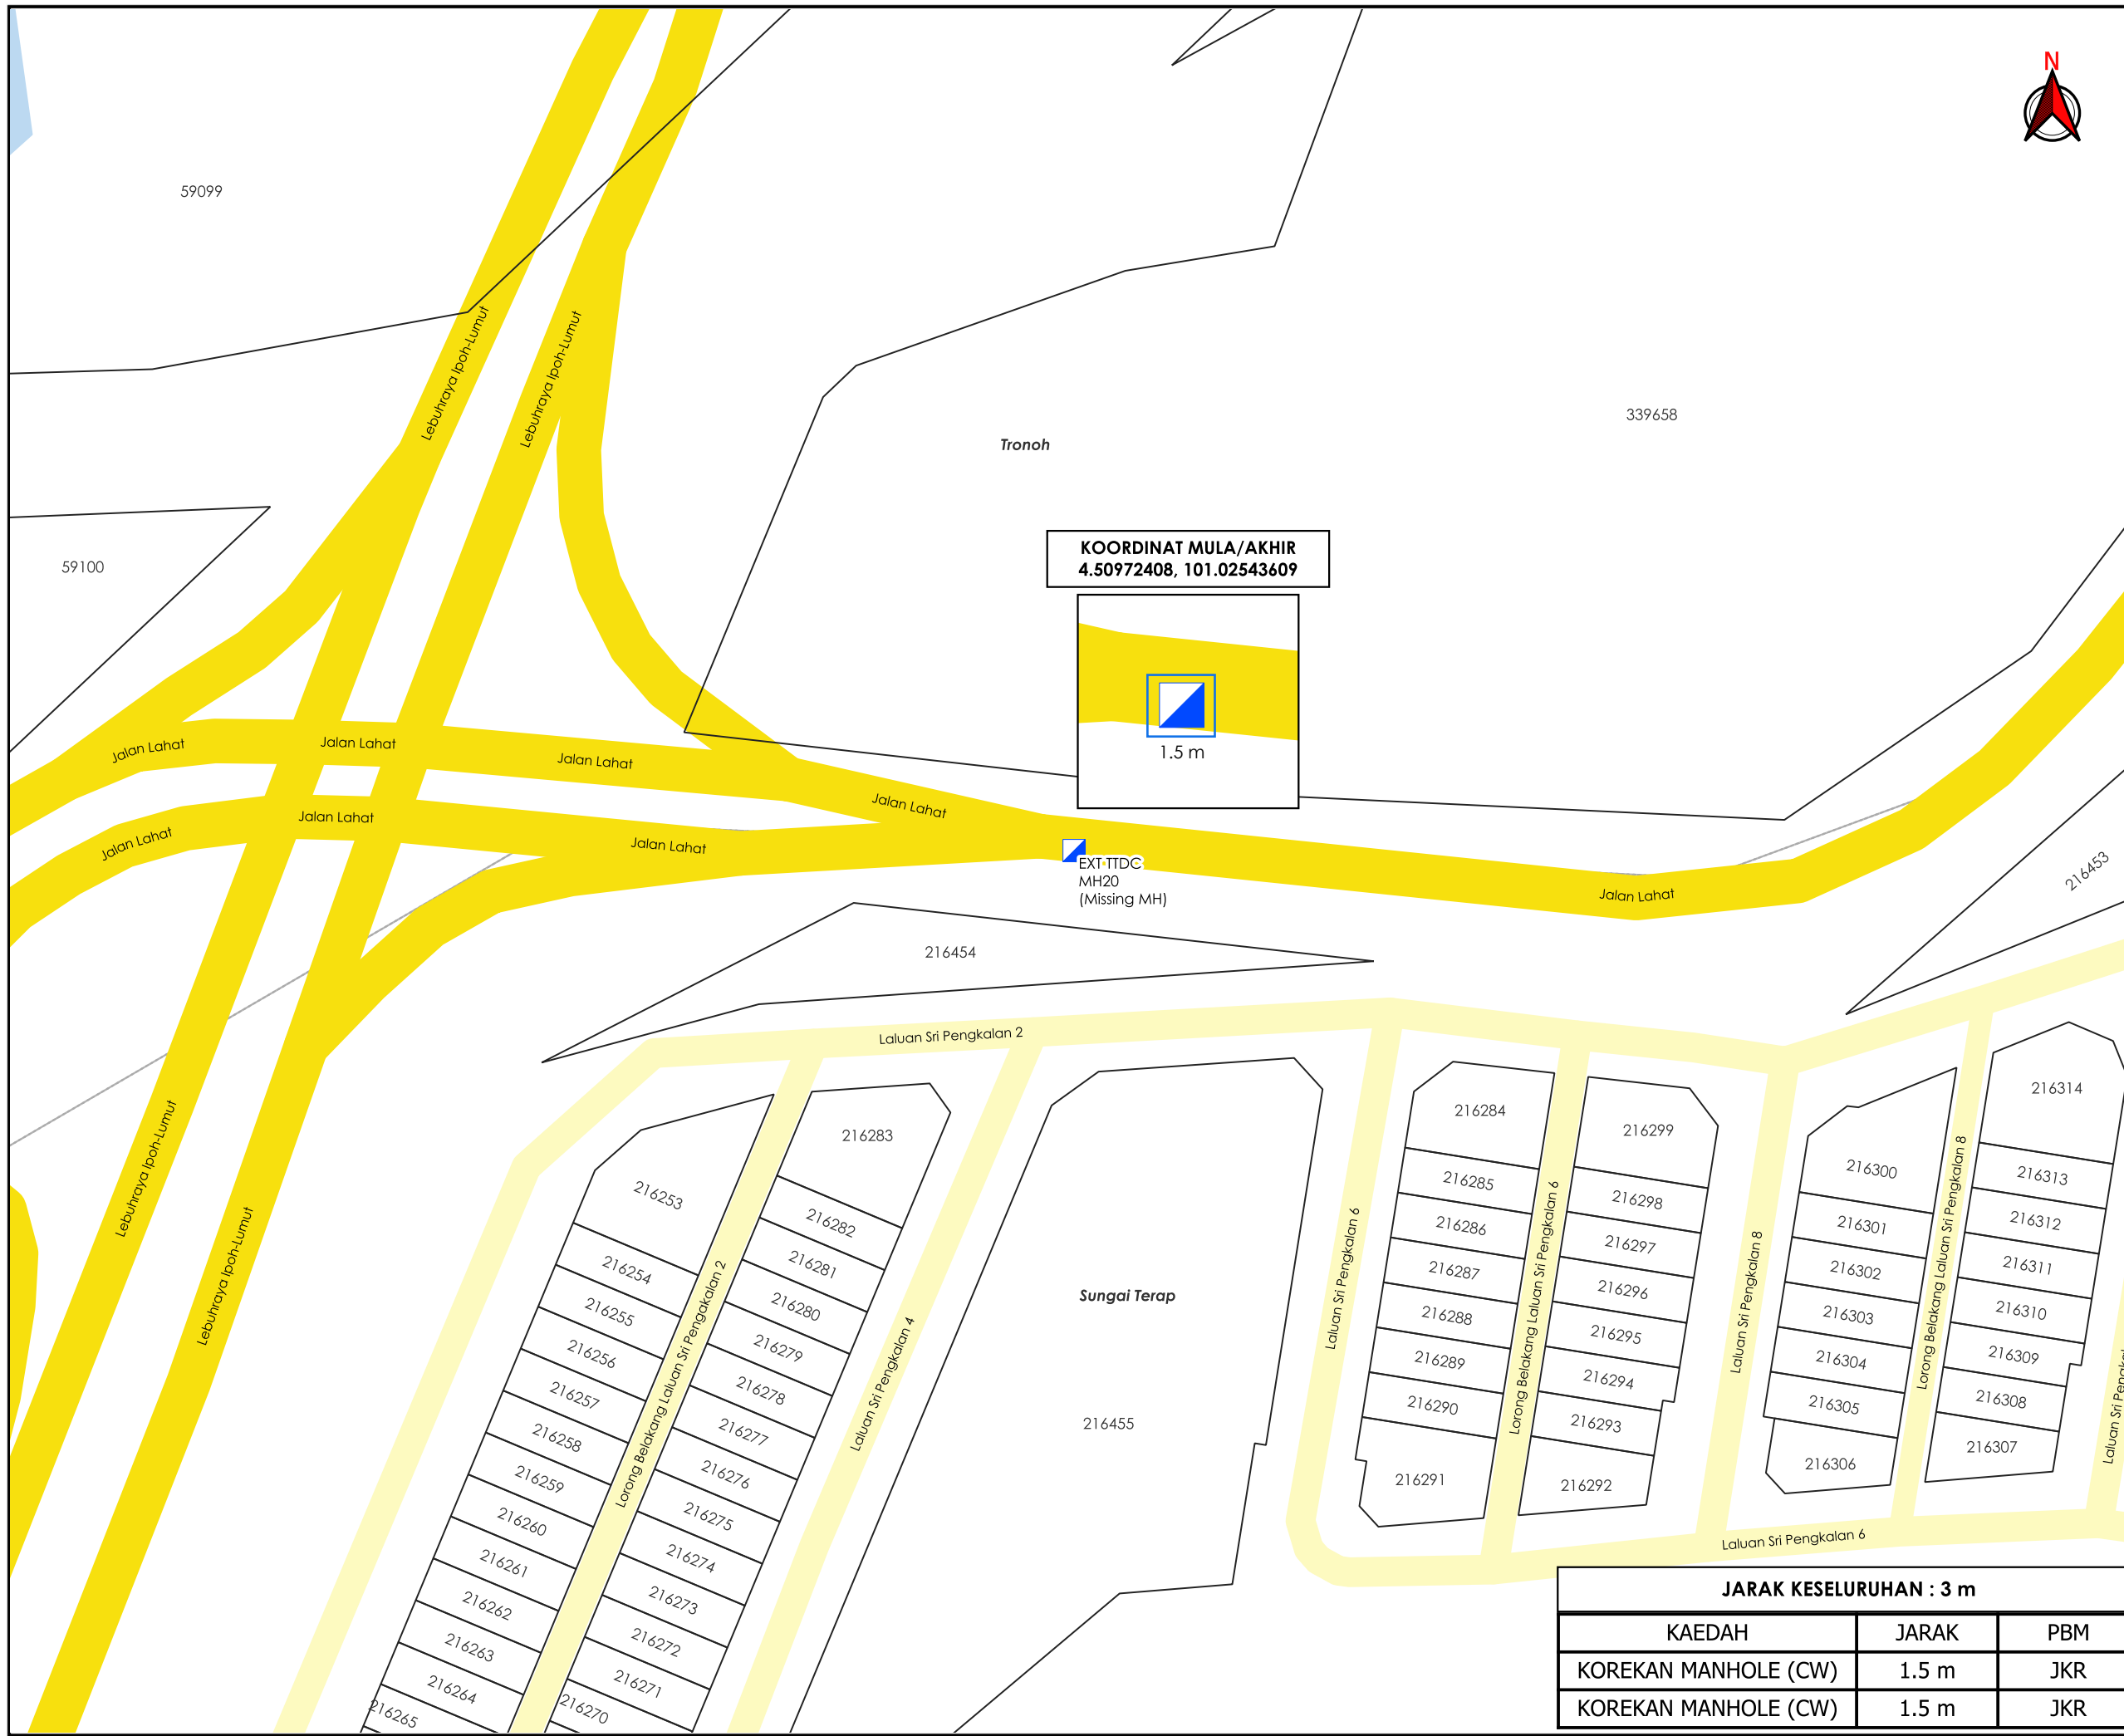 N
59099
Lebuhraya Ipoh-Lumut
Lebuhraya Ipoh-Lumut
339658
Tronoh
59100
KOORDINAT MULA/AKHIR
4.50972408, 101.02543609
1.5 m
Jalan Lahat
Jalan Lahat
Jalan Lahat
Jalan Lahat
Jalan Lahat
Jalan Lahat
Jalan Lahat
Jalan Lahat
EXT TTDC
MH20
(Missing MH)
216453
216454
Laluan Sri Pengkalan 2
Lebuhraya Ipoh-Lumut
Lebuhraya Ipoh-Lumut
216253
216254
216255
216256
216257
216258
216259
216260
216261
216262
216263
216264
216265
Lorong Belakang Laluan Sri Pengakalan 2
216283
216282
216281
216280
216279
216278
216277
216276
216275
216274
216273
216272
216271
216270
Laluan Sri Pengkalan 4
Sungai Terap
216455
Laluan Sri Pengkalan 6
216284
216285
216286
216287
216288
216289
216290
216291
Lorong Belakang Laluan Sri Pengkalan 6
216299
216298
216297
216296
216295
216294
216293
216292
Laluan Sri Pengkalan 8
216300
216301
216302
216303
216304
216305
216306
Lorong Belakang Laluan Sri Pengkalan 8
216314
216313
216312
216311
216310
216309
216308
216307
Laluan Sri
Laluan Sri Pengkalan 6
JARAK KESELURUHAN : 3 m
KAEDAH JARAK PBM
KOREKAN MANHOLE (CW) 1.5 m JKR
KOREKAN MANHOLE (CW) 1.5 m JKR